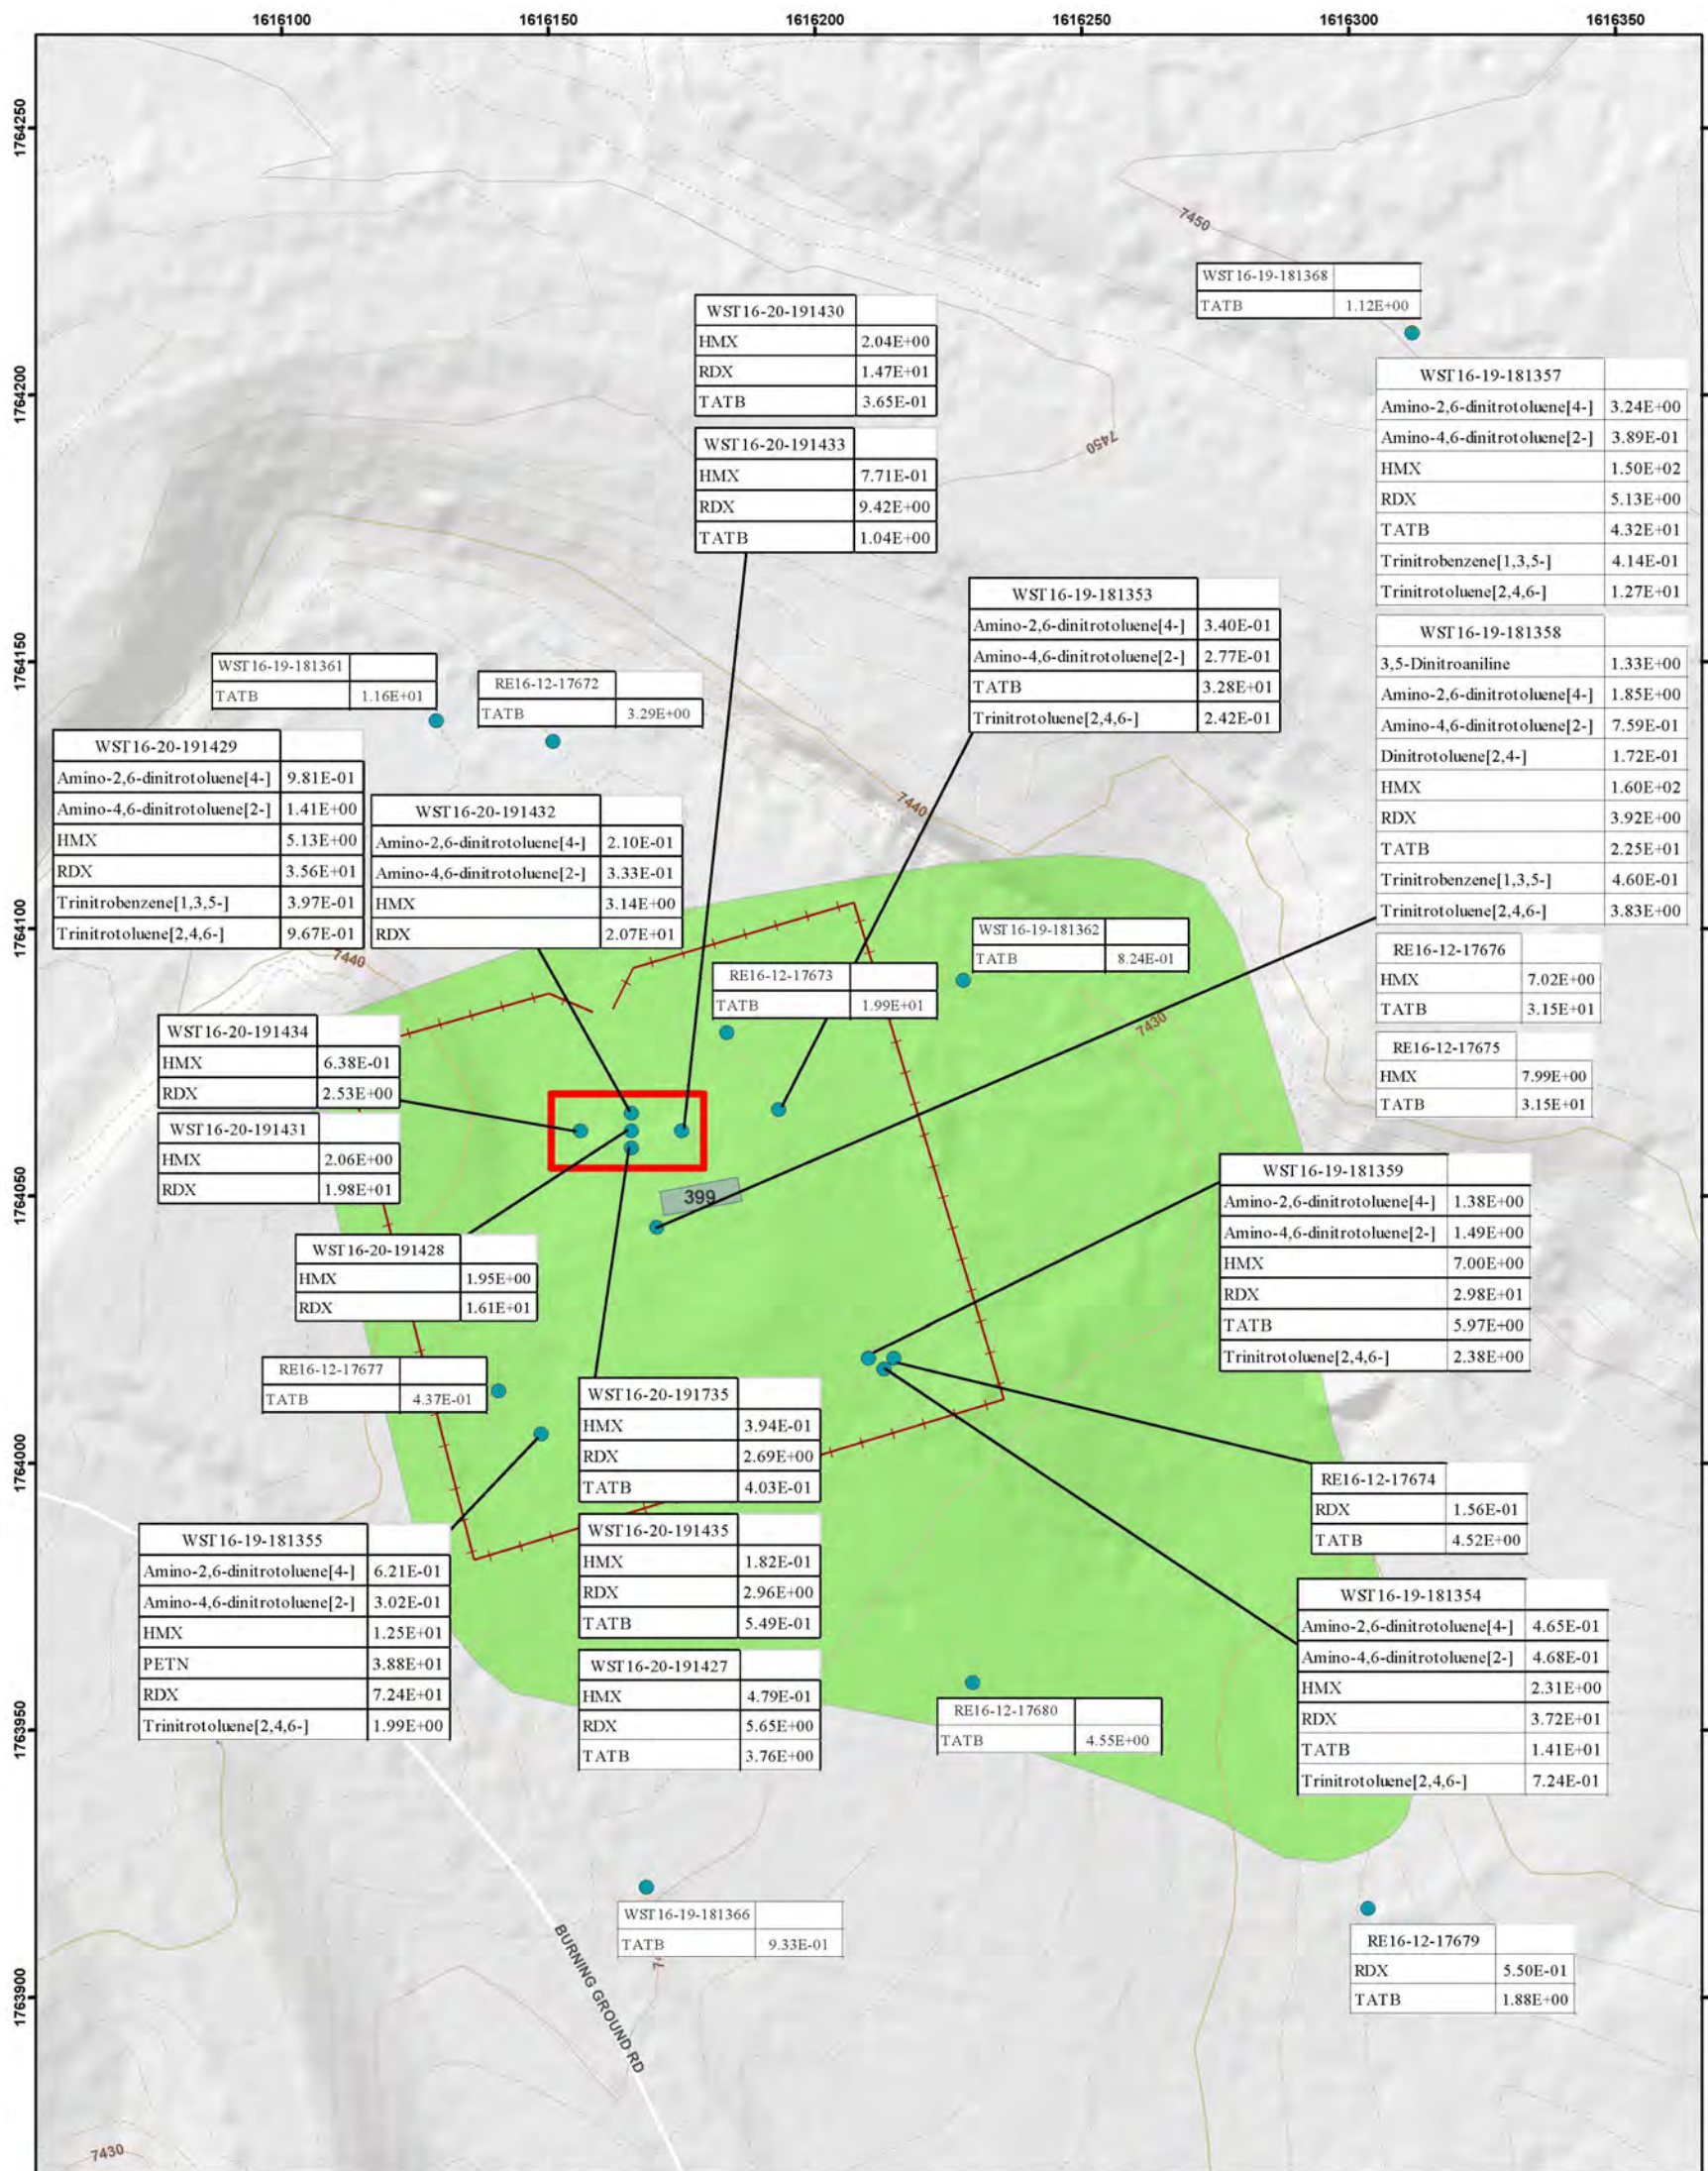 1616100 1616150 1616200 1616250 1616300 1616350
1764250
1764200
1764150
1764100
1764050
1764000
1763950
1763900
7450
WST16-19-181368
TATB 1.12E+00
WST16-20-191430
HMX 2.04E+00
RDX 1.47E+01
TATB 3.65E-01
WST16-20-191433
HMX 7.71E-01
RDX 9.42E+00
TATB 1.04E+00
7450
WST16-19-181357
Amino-2,6-dinitrotoluene[4-] 3.24E+00
Amino-4,6-dinitrotoluene[2-] 3.89E-01
HMX 1.50E+02
RDX 5.13E+00
TATB 4.32E+01
Trinitrobenzene[1,3,5-] 4.14E-01
Trinitrotoluene[2,4,6-] 1.27E+01
WST16-19-181353
Amino-2,6-dinitrotoluene[4-] 3.40E-01
Amino-4,6-dinitrotoluene[2-] 2.77E-01
TATB 3.28E+01
Trinitrotoluene[2,4,6-] 2.42E-01
WST16-19-181358
3,5-Dinitroaniline 1.33E+00
Amino-2,6-dinitrotoluene[4-] 1.85E+00
Amino-4,6-dinitrotoluene[2-] 7.59E-01
Dinitrotoluene[2,4-] 1.72E-01
HMX 1.60E+02
RDX 3.92E+00
TATB 2.25E+01
Trinitrobenzene[1,3,5-] 4.60E-01
Trinitrotoluene[2,4,6-] 3.83E+00
WST16-19-181361
TATB 1.16E+01
RE16-12-17672
TATB 3.29E+00
WST16-20-191429
Amino-2,6-dinitrotoluene[4-] 9.81E-01
Amino-4,6-dinitrotoluene[2-] 1.41E+00
HMX 5.13E+00
RDX 3.56E+01
Trinitrobenzene[1,3,5-] 3.97E-01
Trinitrotoluene[2,4,6-] 9.67E-01
WST16-20-191432
Amino-2,6-dinitrotoluene[4-] 2.10E-01
Amino-4,6-dinitrotoluene[2-] 3.33E-01
HMX 3.14E+00
RDX 2.07E+01
7440
7440
WST16-19-181362
TATB 8.24E-01
RE16-12-17673
TATB 1.99E+01
RE16-12-17676
HMX 7.02E+00
TATB 3.15E+01
7430
RE16-12-17675
HMX 7.99E+00
TATB 3.15E+01
WST16-20-191434
HMX 6.38E-01
RDX 2.53E+00
WST16-20-191431
HMX 2.06E+00
RDX 1.98E+01
399
WST16-19-181359
Amino-2,6-dinitrotoluene[4-] 1.38E+00
Amino-4,6-dinitrotoluene[2-] 1.49E+00
HMX 7.00E+00
RDX 2.98E+01
TATB 5.97E+00
Trinitrotoluene[2,4,6-] 2.38E+00
WST16-20-191428
HMX 1.95E+00
RDX 1.61E+01
RE16-12-17677
TATB 4.37E-01
WST16-20-191735
HMX 3.94E-01
RDX 2.69E+00
TATB 4.03E-01
RE16-12-17674
RDX 1.56E-01
TATB 4.52E+00
WST16-20-191435
HMX 1.82E-01
RDX 2.96E+00
TATB 5.49E-01
WST16-19-181355
Amino-2,6-dinitrotoluene[4-] 6.21E-01
Amino-4,6-dinitrotoluene[2-] 3.02E-01
HMX 1.25E+01
PETN 3.88E+01
RDX 7.24E+01
Trinitrotoluene[2,4,6-] 1.99E+00
WST16-19-181354
Amino-2,6-dinitrotoluene[4-] 4.65E-01
Amino-4,6-dinitrotoluene[2-] 4.68E-01
HMX 2.31E+00
RDX 3.72E+01
TATB 1.41E+01
Trinitrotoluene[2,4,6-] 7.24E-01
WST16-20-191427
HMX 4.79E-01
RDX 5.65E+00
TATB 3.76E+00
RE16-12-17680
TATB 4.55E+00
WST16-19-181366
TATB 9.33E-01
RE16-12-17679
RDX 5.50E-01
TATB 1.88E+00
BURNING GROUND RD
7430